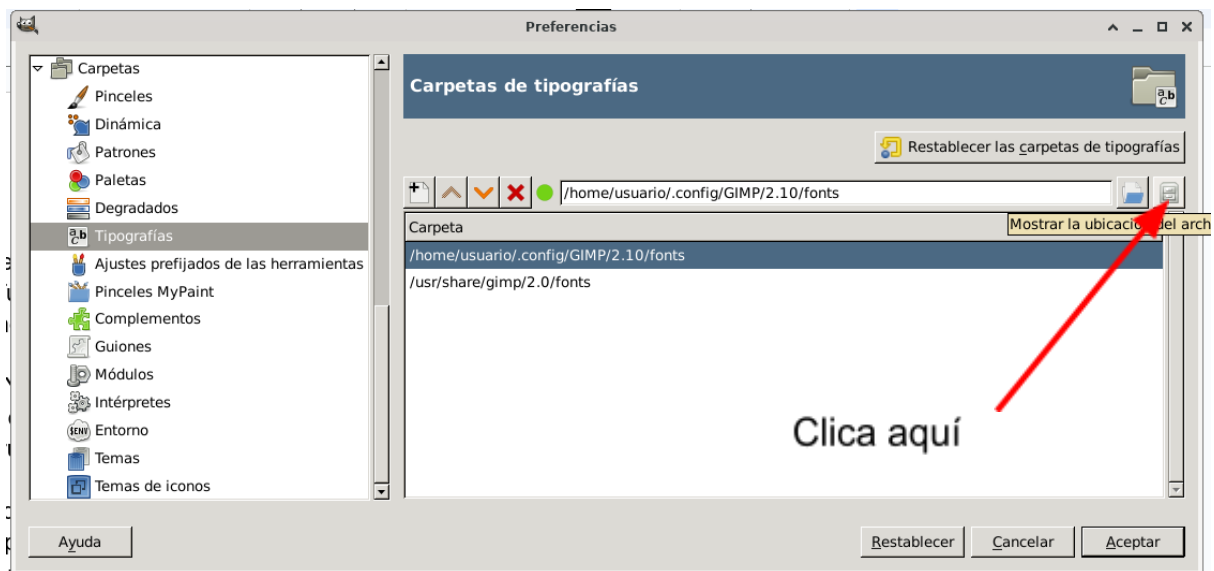 Preferencias
Carpetas
Pinceles
Dinámica
Patrones
Paletas
Degradados
Tipografías
Ajustes prefijados de las herramientas
Pinceles MyPaint
Complementos
Guiones
Módulos
Intérpretes
Entorno
Temas
Temas de iconos
Carpetas de tipografías
Restablecer las carpetas de tipografías
/home/usuario/.config/GIMP/2.10/fonts
Mostrar la ubicación del arch
Carpeta
/home/usuario/.config/GIMP/2.10/fonts
/usr/share/gimp/2.0/fonts
Clica aquí
Ayuda
Restablecer
Cancelar
Aceptar